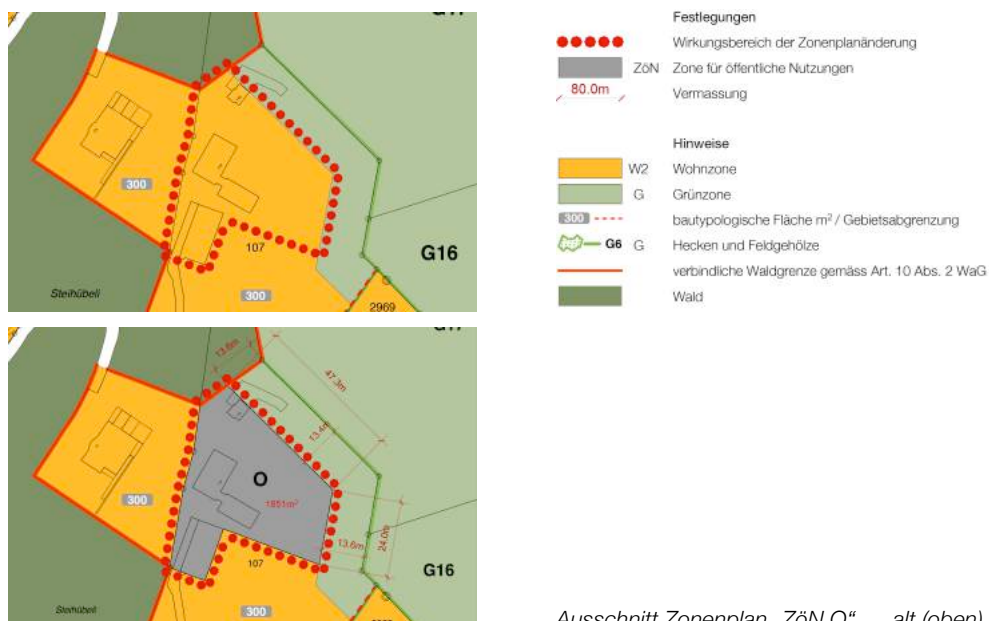 300
107
G16
Steihübeli
300
2969
Festlegungen
Wirkungsbereich der Zonenplanänderung
ZöN Zone für öffentliche Nutzungen
80.0m Vermassung
Hinweise
W2 Wohnzone
G Grünzone
300 bautypologische Fläche m² / Gebietsabgrenzung
G6 G Hecken und Feldgehölze
verbindliche Waldgrenze gemäss Art. 10 Abs. 2 WaG
Wald
13.6m
47.3m
13.4m
O
300
1851m²
24.0m
13.6m
107
G16
Steihübeli
300
Ausschnitt Zonenplan „ZöN O“ alt (oben)